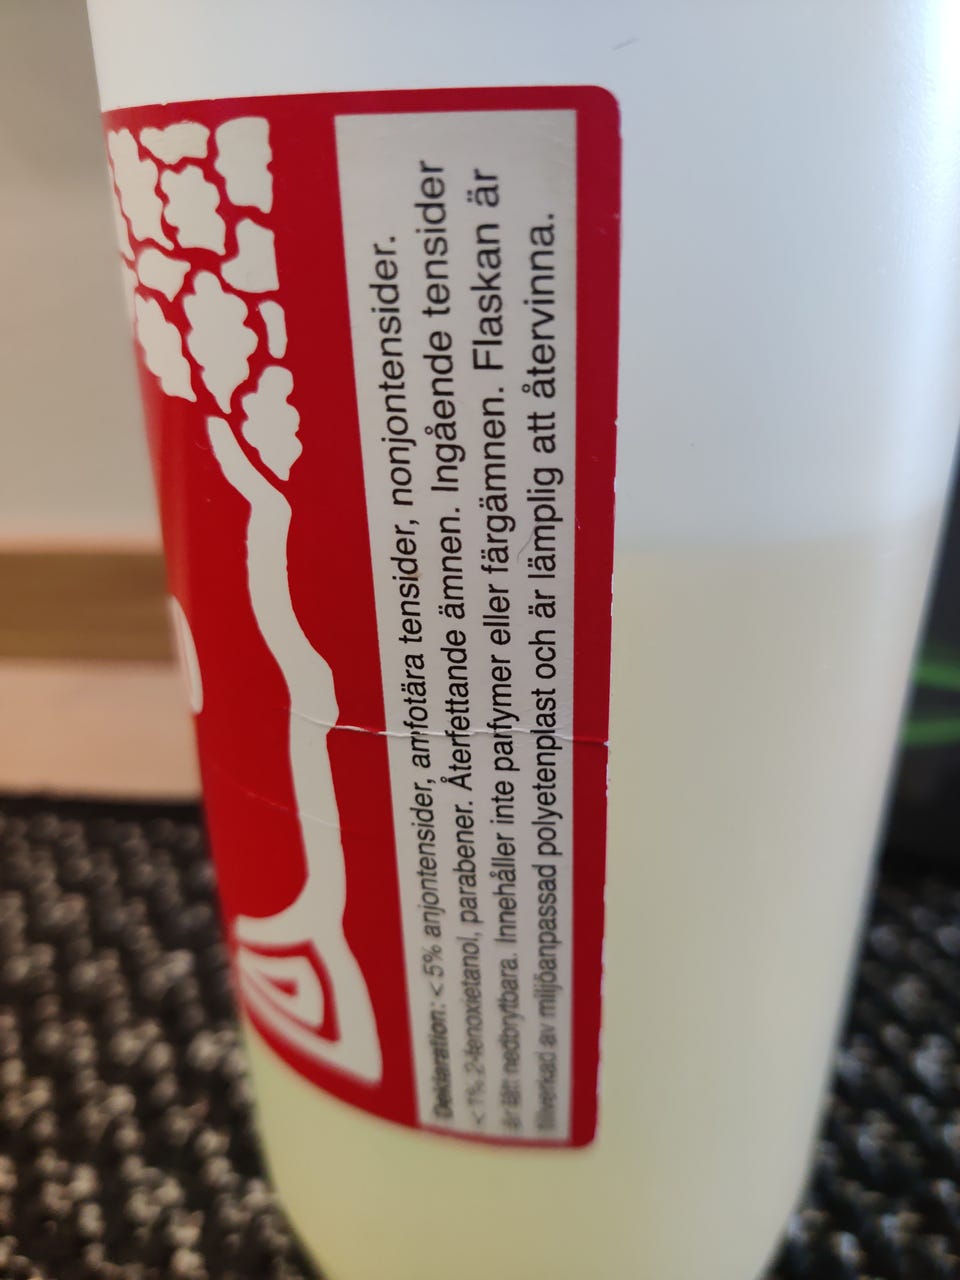 Deklaration: < 5% anjontensider, amfotära tensider, nonjontensider.
< 1% 2-fenoxietanol, parabener. Återfettande ämnen. Ingående tensider
är lätt nedbrytbara. Innehåller inte parfymer eller färgämnen. Flaskan är
tillverkad av miljöanpassad polyetenplast och är lämplig att återvinna.